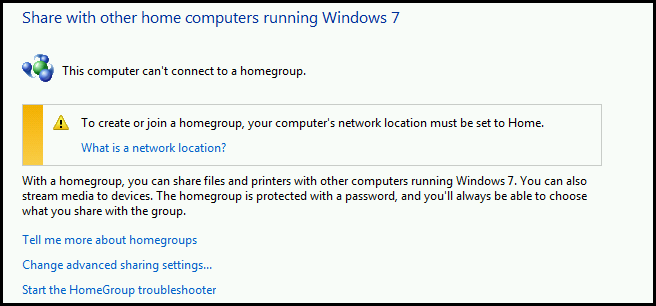 Share with other home computers running Windows 7
This computer can't connect to a homegroup.
To create or join a homegroup, your computer's network location must be set to Home.
What is a network location?
With a homegroup, you can share files and printers with other computers running Windows 7. You can also
stream media to devices. The homegroup is protected with a password, and you'll always be able to choose
what you share with the group.
Tell me more about homegroups
Change advanced sharing settings...
Start the HomeGroup troubleshooter